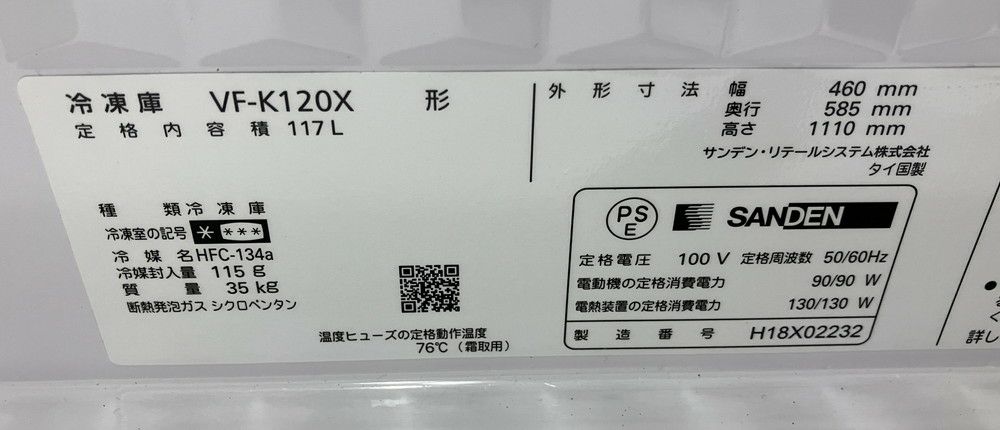 冷凍庫 VF-K120X 形
定格内容積 117 L
種類 冷凍庫
冷凍室の記号 * ***
冷媒名 HFC-134a
冷媒封入量 115 g
質量 35 kg
断熱発泡ガス シクロペンタン
温度ヒューズの定格動作温度
76℃（霜取用）
外形寸法 幅 460 mm
奥行 585 mm
高さ 1110 mm
サンデン・リテールシステム株式会社
タイ国製
PS
E
SANDEN
定格電圧 100 V 定格周波数 50/60Hz
電動機の定格消費電力 90/90 W
電熱装置の定格消費電力 130/130 W
製造番号 H18X02232
●
く
詳し